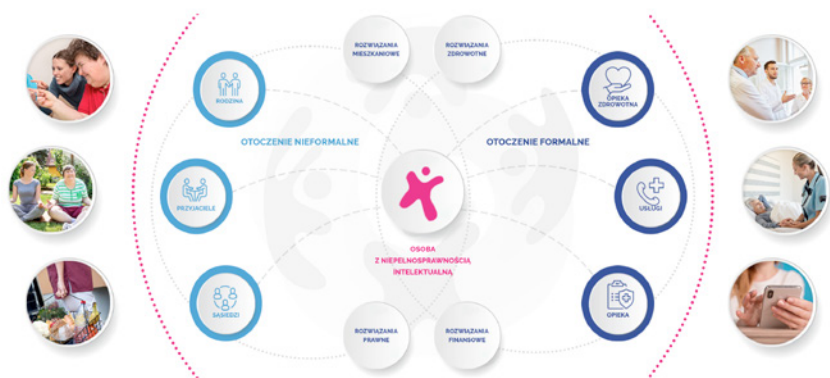 ROZWIĄZANIA
MIESZKANIOWE
ROZWIĄZANIA
ZDROWOTNE
RODZINA
OPIEKA
ZDROWOTNA
OTOCZENIE NIEFORMALNE
OTOCZENIE FORMALNE
PRZYJACIELE
USŁUGI
OSOBA
Z NIEPEŁNOSPRAWNOŚCIĄ
INTELEKTUALNĄ
SĄSIEDZI
OPIEKA
ROZWIĄZANIA
PRAWNE
ROZWIĄZANIA
FINANSOWE